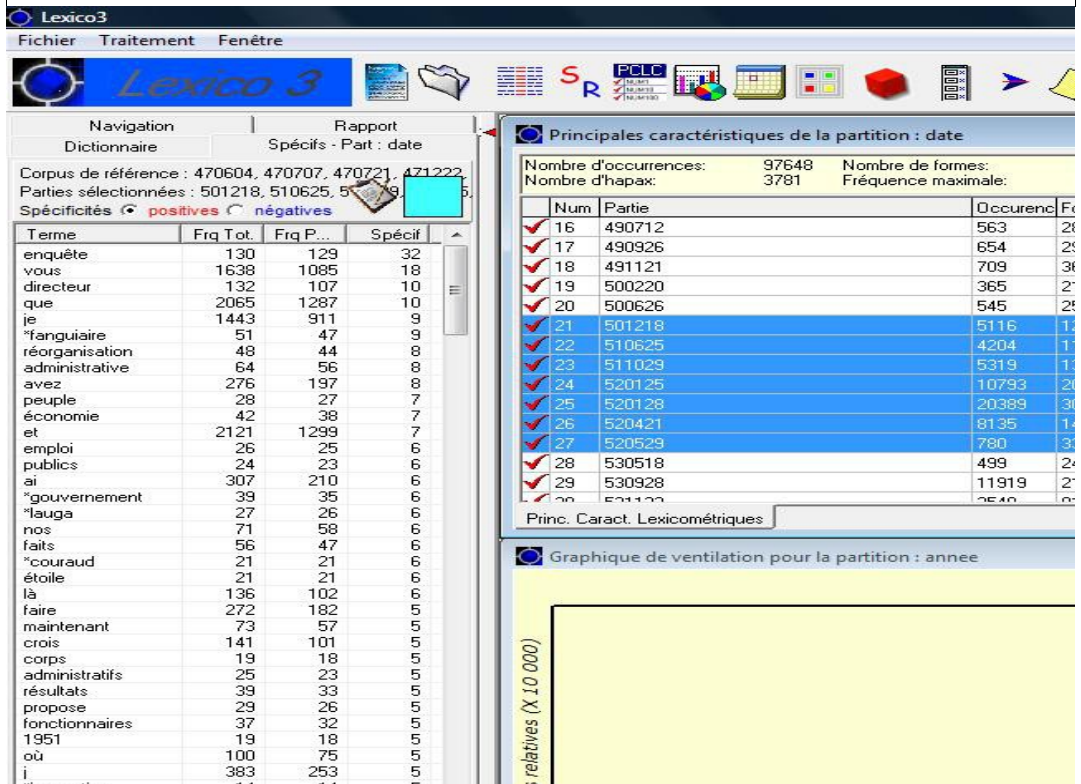 Lexico3
Fichier Traitement Fenêtre
Lexico 3
S R PCLC NUM1 NUM10 NUM100
Navigation Rapport
Dictionnaire Spécifs - Part : date
Corpus de référence : 470604, 470707, 470721, 471222,
Parties sélectionnées : 501218, 510625,
Spécificités positives négatives
Terme Frq Tot. Frq P... Spécif
enquête 130 129 32
vous 1638 1085 18
directeur 132 107 10
que 2065 1287 10
je 1443 911 9
*fanguiaire 51 47 9
réorganisation 48 44 8
administrative 64 56 8
avez 276 197 8
peuple 28 27 7
économie 42 38 7
et 2121 1299 7
emploi 26 25 6
publics 24 23 6
ai 307 210 6
*gouvernement 39 35 6
*lauga 27 26 6
nos 71 58 6
faits 56 47 6
*couraud 21 21 6
étoile 21 21 6
là 136 102 6
faire 272 182 5
maintenant 73 57 5
crois 141 101 5
corps 19 18 5
administratifs 25 23 5
résultats 39 33 5
propose 29 26 5
fonctionnaires 37 32 5
1951 19 18 5
où 100 75 5
j 383 253 5
Principales caractéristiques de la partition : date
Nombre d'occurrences: 97648 Nombre de formes:
Nombre d'hapax: 3781 Fréquence maximale:
Num Partie Occurenc
16 490712 563
17 490926 654
18 491121 709
19 500220 365
20 500626 545
21 501218 5116
22 510625 4204
23 511029 5319
24 520125 10793
25 520128 20389
26 520421 8135
27 520529 780
28 530518 499
29 530928 11919
Princ. Caract. Lexicométriques
Graphique de ventilation pour la partition : annee
relatives (X 10 000)